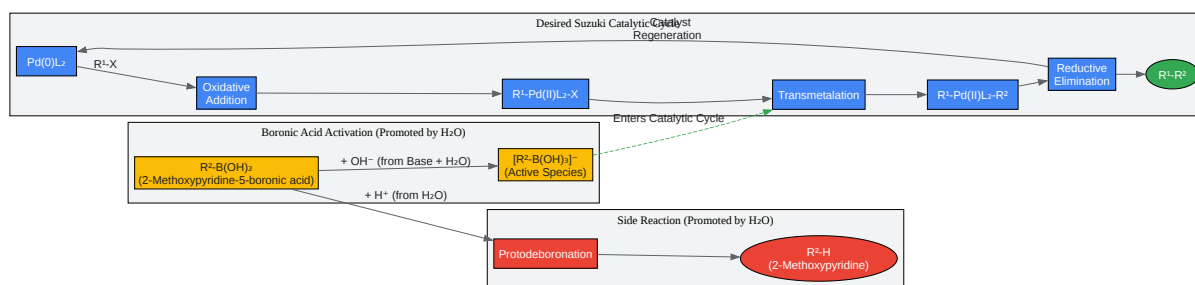 Desired Suzuki Catalytic Cycle
Catalyst
Regeneration
Pd(0)L₂
R¹-X
Oxidative
Addition
R¹-Pd(II)L₂-X
Transmetalation
R¹-Pd(II)L₂-R²
Reductive
Elimination
R¹-R²
Enters Catalytic Cycle
Boronic Acid Activation (Promoted by H₂O)
R²-B(OH)₂
(2-Methoxypyridine-5-boronic acid)
+ OH⁻ (from Base + H₂O)
[R²-B(OH)₃]⁻
(Active Species)
+ H⁺ (from H₂O)
Side Reaction (Promoted by H₂O)
Protodeboronation
R²-H
(2-Methoxypyridine)